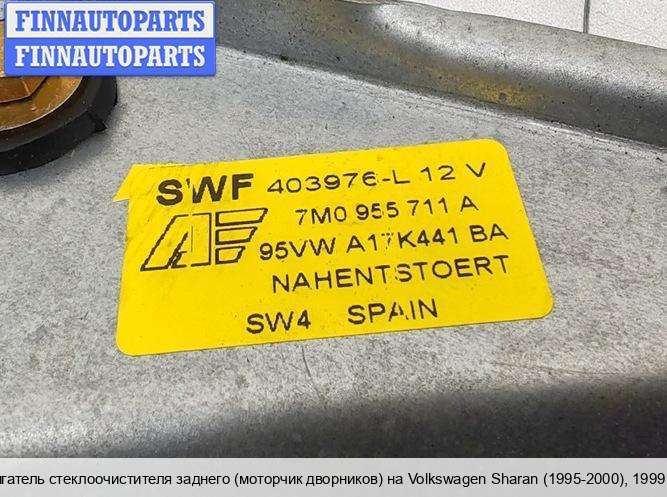 FINNAUTOPARTS
FINNAUTOPARTS
SWF 403976-L 12 V
7M0 955 711 A
95VW A17K441 BA
NAHENTSTOERT
SW4 SPAIN
стеклоочистителя заднего (моторчик дворников) на Volkswagen Sharan (1995-2000), 1999